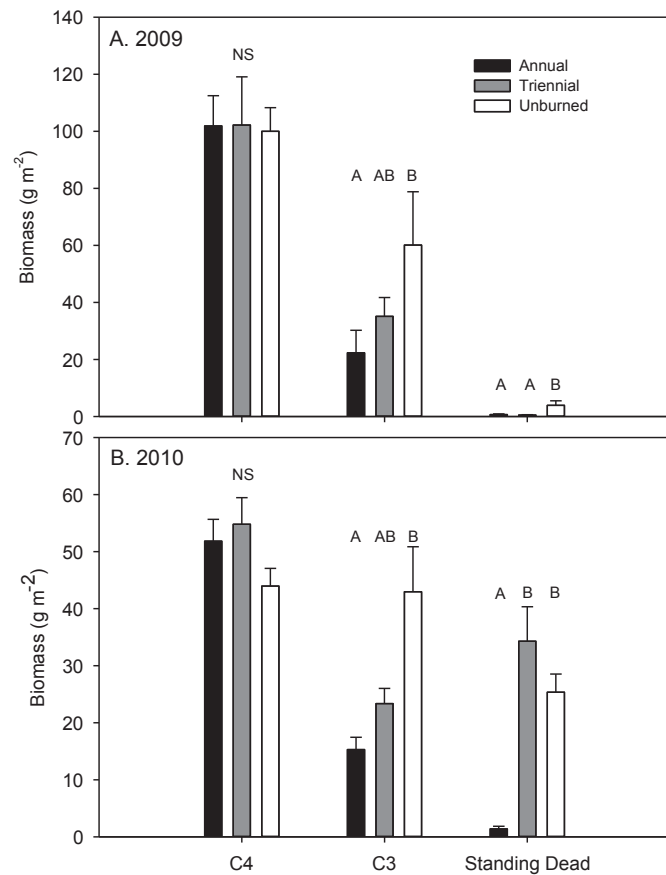 140
A. 2009
NS
Annual
Triennial
Unburned
120
100
80
60
40
20
0
Biomass (g m-2)
A AB B
A A B
70
B. 2010
NS
60
50
40
30
20
10
0
Biomass (g m-2)
A AB B
A B B
C4 C3 Standing Dead